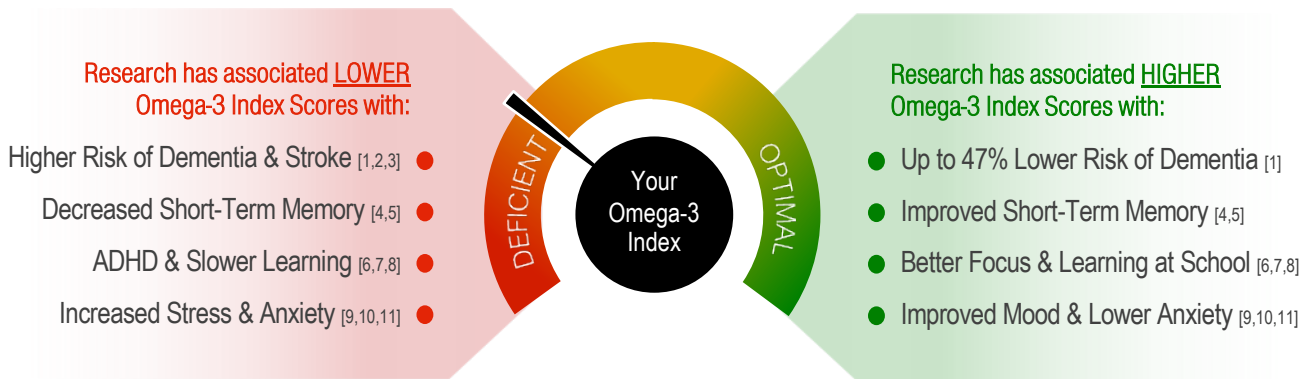 Research has associated LOWER
Omega-3 Index Scores with:
Higher Risk of Dementia & Stroke [1,2,3]
Decreased Short-Term Memory [4,5]
ADHD & Slower Learning [6,7,8]
Increased Stress & Anxiety [9,10,11]
DEFICIENT
Your
Omega-3
Index
OPTIMAL
Research has associated HIGHER
Omega-3 Index Scores with:
Up to 47% Lower Risk of Dementia [1]
Improved Short-Term Memory [4,5]
Better Focus & Learning at School [6,7,8]
Improved Mood & Lower Anxiety [9,10,11]